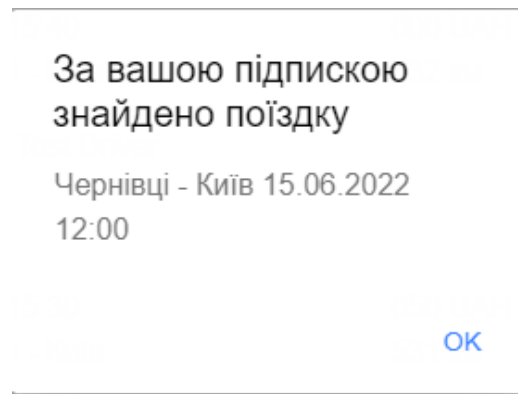 За вашою підпискою
знайдено поїздку
Чернівці - Київ 15.06.2022
12:00
OK